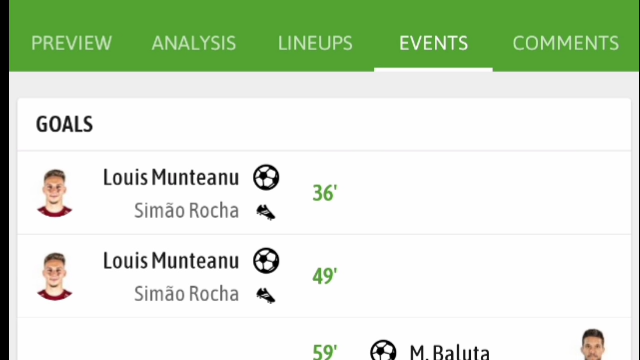 PREVIEW ANALYSIS LINEUPS EVENTS COMMENTS
GOALS
Louis Munteanu
36'
Simão Rocha
Louis Munteanu
49'
Simão Rocha
59' M. Baluta